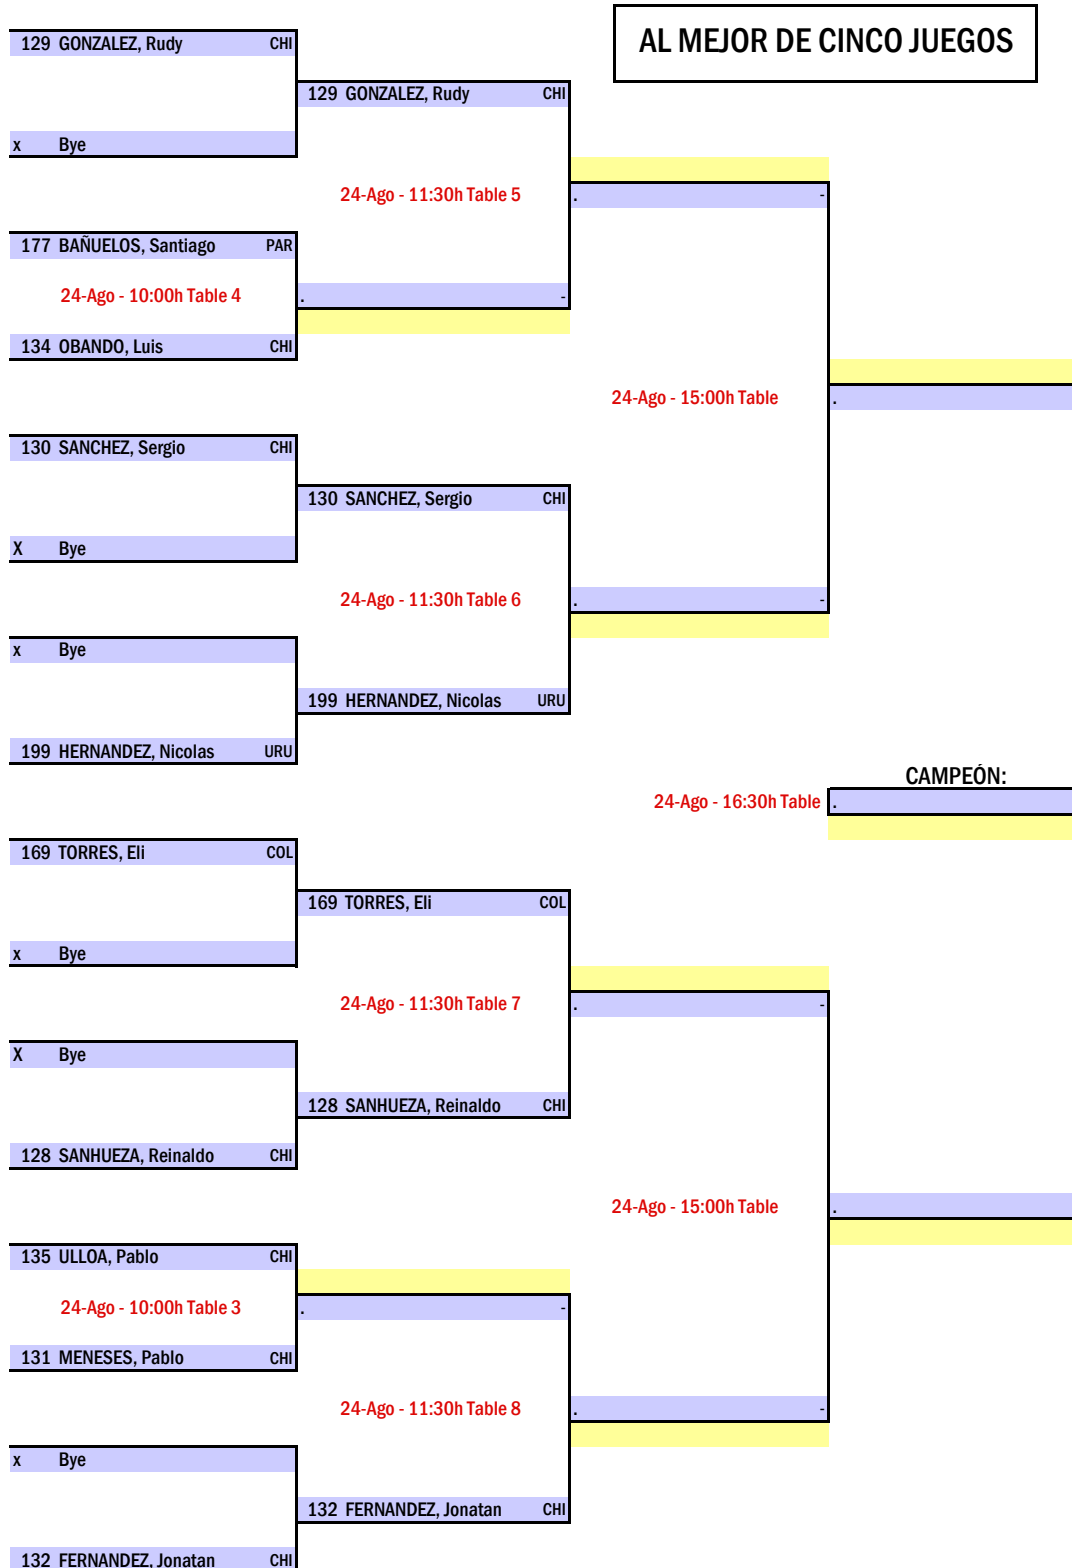 AL MEJOR DE CINCO JUEGOS
129 GONZALEZ, Rudy CHI
129 GONZALEZ, Rudy CHI
x Bye
24-Ago - 11:30h Table 5
. -
177 BAÑUELOS, Santiago PAR
24-Ago - 10:00h Table 4
. -
134 OBANDO, Luis CHI
24-Ago - 15:00h Table
.
130 SANCHEZ, Sergio CHI
130 SANCHEZ, Sergio CHI
X Bye
24-Ago - 11:30h Table 6
. -
x Bye
199 HERNANDEZ, Nicolas URU
199 HERNANDEZ, Nicolas URU
CAMPEÓN:
24-Ago - 16:30h Table
.
169 TORRES, Eli COL
169 TORRES, Eli COL
x Bye
24-Ago - 11:30h Table 7
. -
X Bye
128 SANHUEZA, Reinaldo CHI
128 SANHUEZA, Reinaldo CHI
24-Ago - 15:00h Table
.
135 ULLOA, Pablo CHI
24-Ago - 10:00h Table 3
. -
131 MENESES, Pablo CHI
24-Ago - 11:30h Table 8
. -
x Bye
132 FERNANDEZ, Jonatan CHI
132 FERNANDEZ, Jonatan CHI